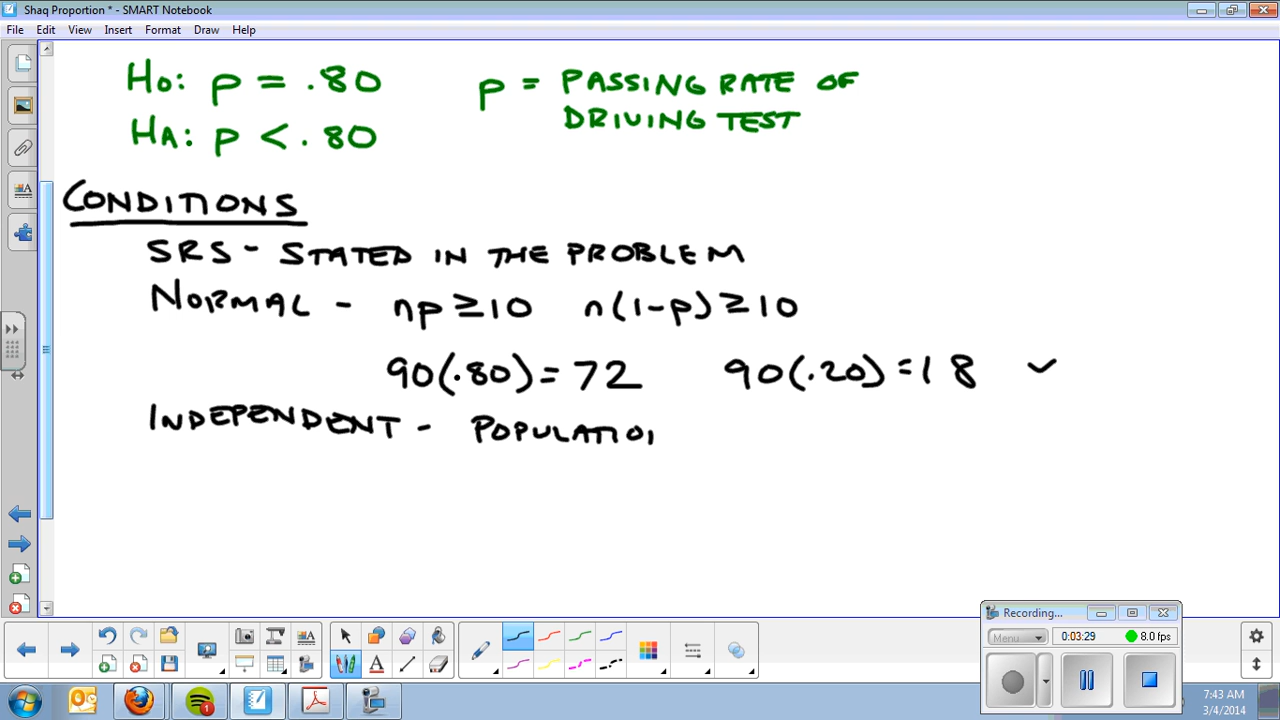 Shaq Proportion * - SMART Notebook
File Edit View Insert Format Draw Help
Ho: p = .80
p = PASSING RATE OF
DRIVING TEST
HA: p < .80
CONDITIONS
SRS - STATED IN THE PROBLEM
NORMAL - np ≥ 10 n(1-p) ≥ 10
90(.80) = 72 90(.20) = 18 ✓
INDEPENDENT - POPULATION
Recording...
Menu 0:03:29 8.0 fps
7:43 AM
3/4/2014